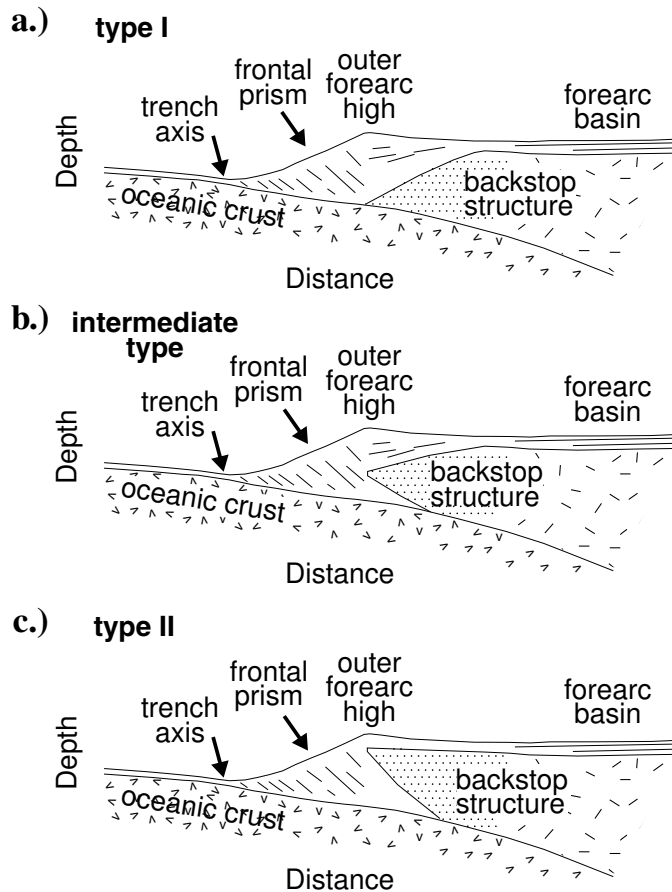 a.) type I
outer
forearc
high
frontal
prism
trench
axis
forearc
basin
Depth
oceanic crust
backstop
structure
Distance
b.) intermediate
type
outer
forearc
high
frontal
prism
trench
axis
forearc
basin
Depth
oceanic crust
backstop
structure
Distance
c.) type II
outer
forearc
high
frontal
prism
trench
axis
forearc
basin
Depth
oceanic crust
backstop
structure
Distance